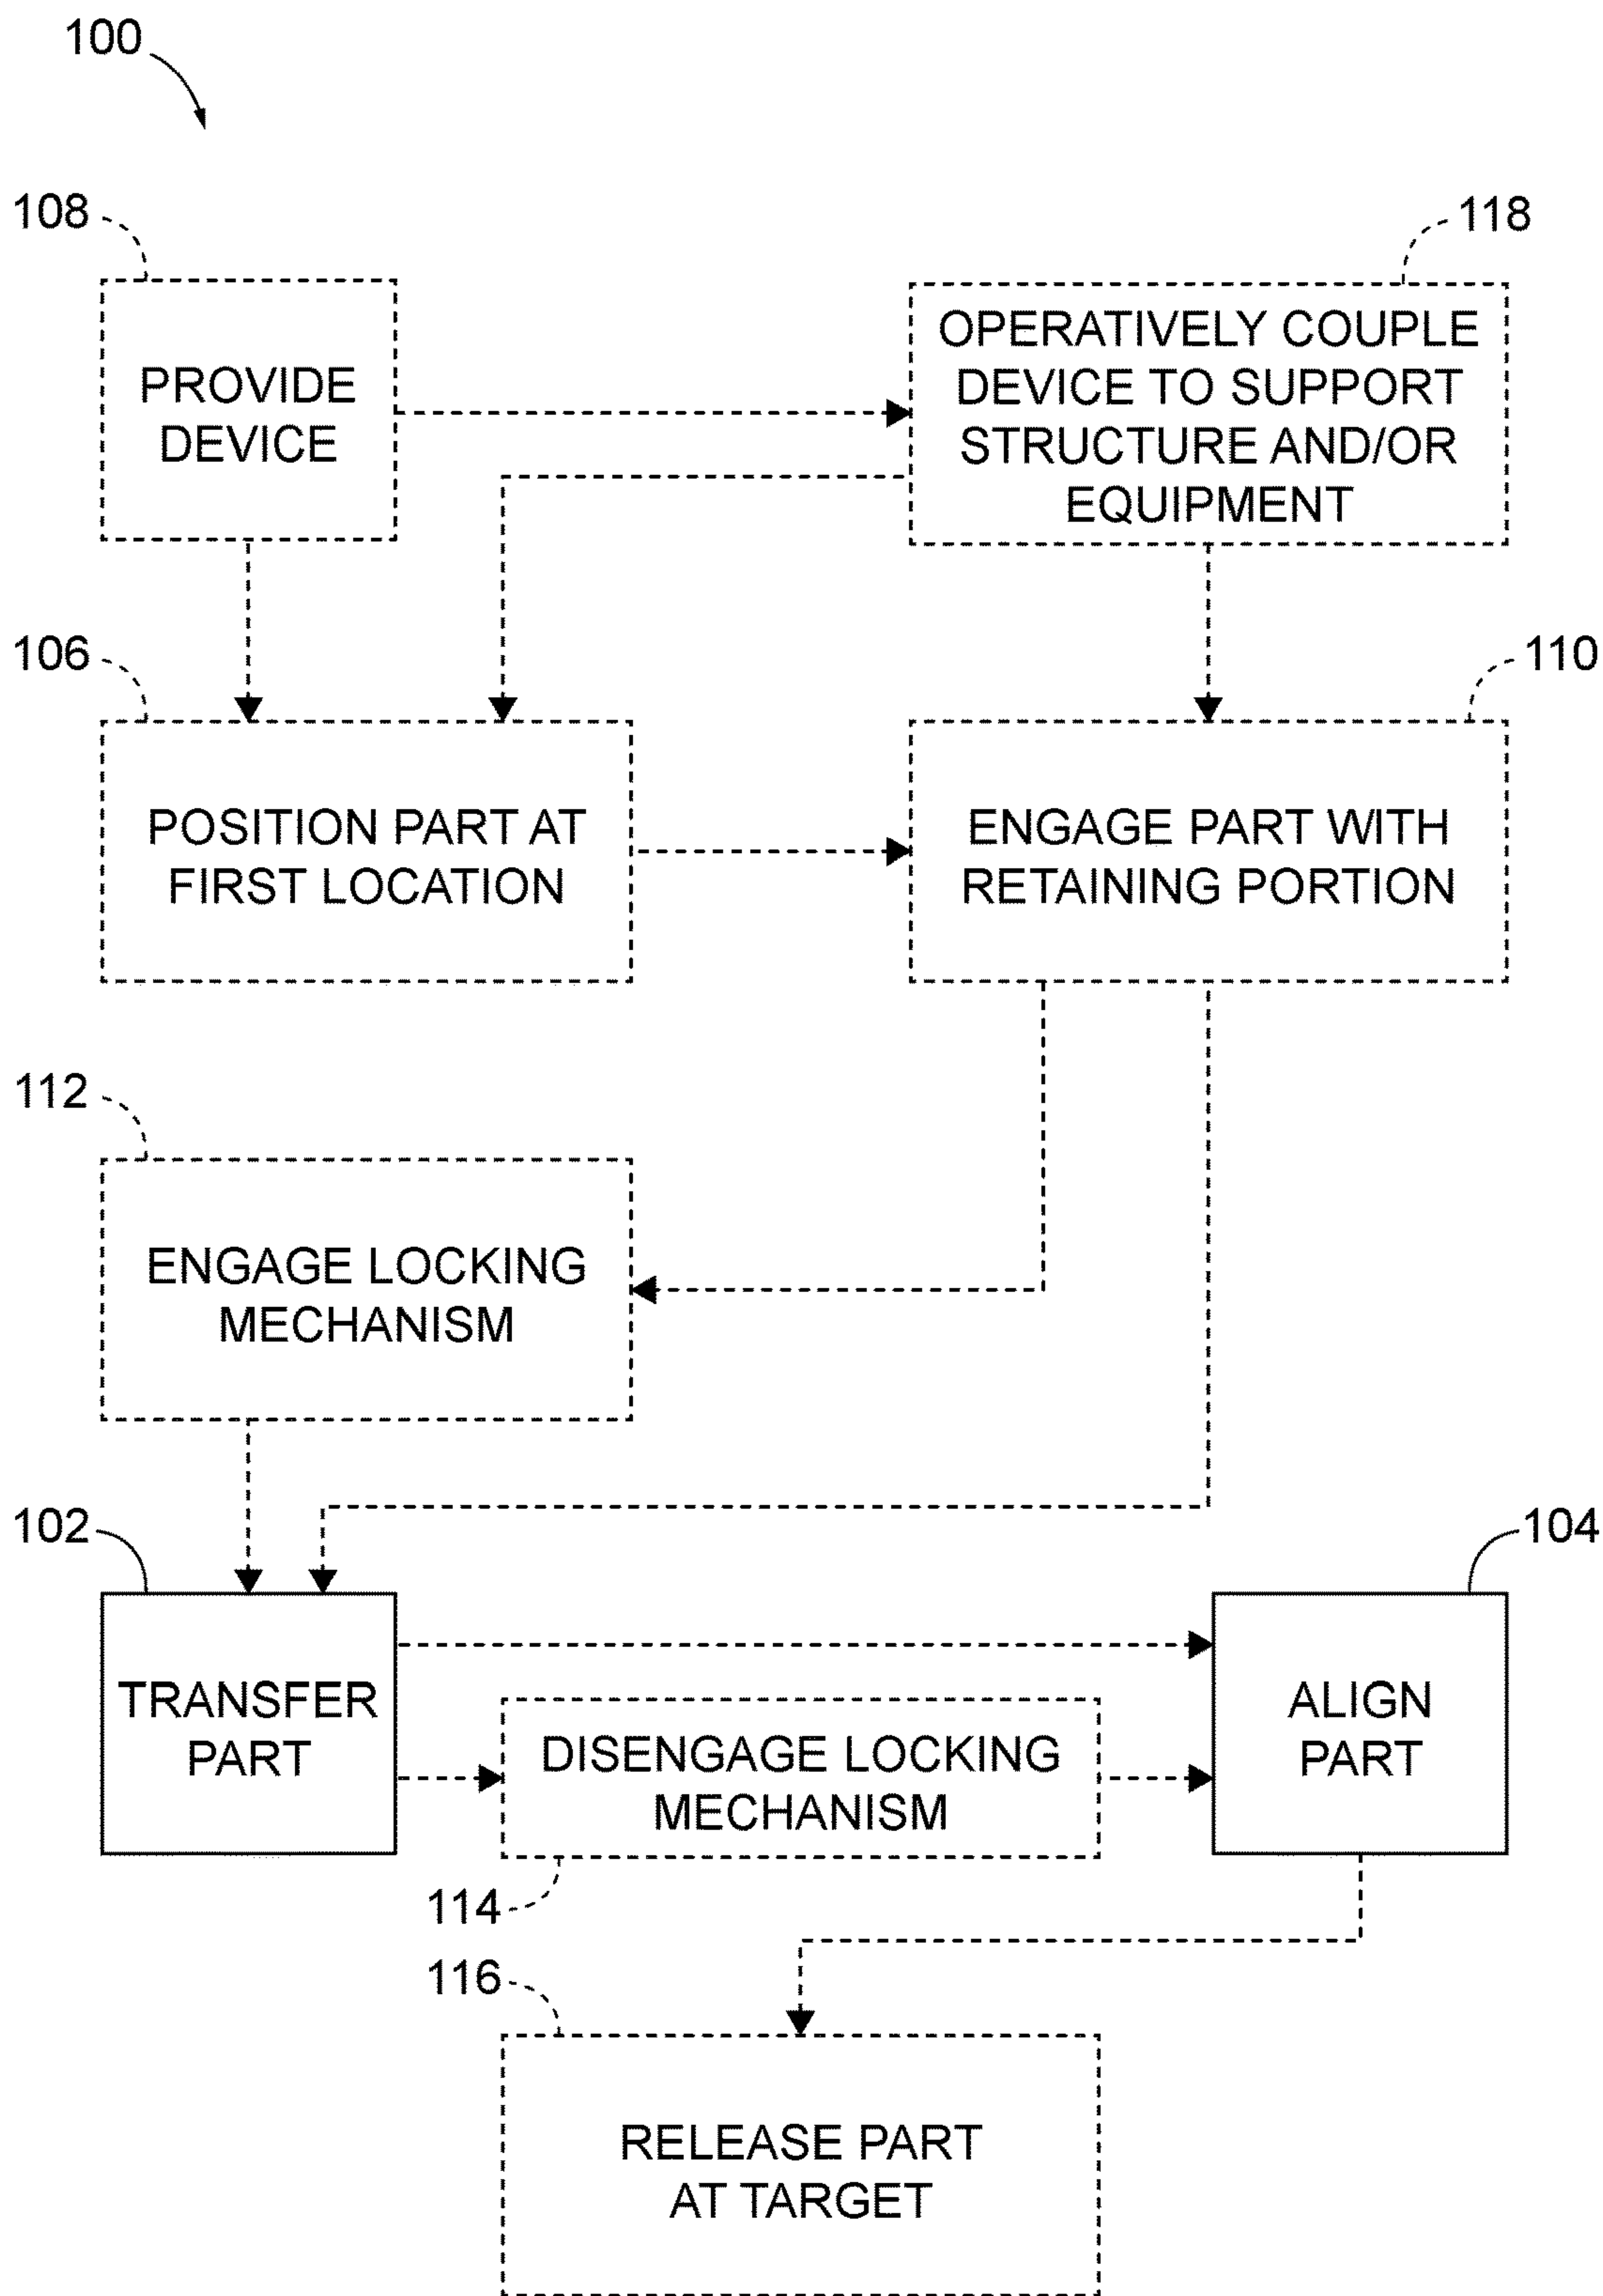 100
108
118
PROVIDE
DEVICE
OPERATIVELY COUPLE
DEVICE TO SUPPORT
STRUCTURE AND/OR
EQUIPMENT
106
110
POSITION PART AT
FIRST LOCATION
ENGAGE PART WITH
RETAINING PORTION
112
ENGAGE LOCKING
MECHANISM
102
104
TRANSFER
PART
DISENGAGE LOCKING
MECHANISM
ALIGN
PART
114
116
RELEASE PART
AT TARGET